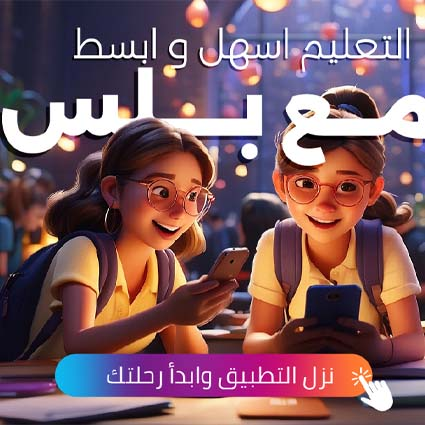 التعليم اسهل و ابسط
مع بلس
نزل التطبيق وابدأ رحلتك